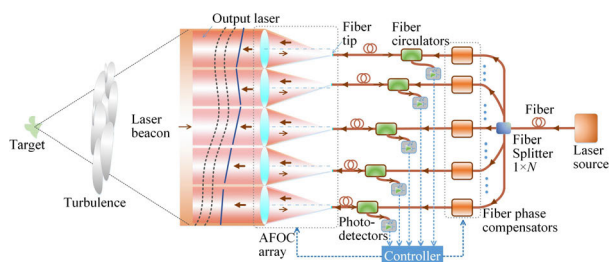 Output laser
Fiber
tip
Fiber
circulators
Fiber
Laser
beacon
Target
Turbulence
Fiber
Splitter
1×N
Laser
source
Photo-
detectors
Fiber phase
compensators
AFOC
array
Controller